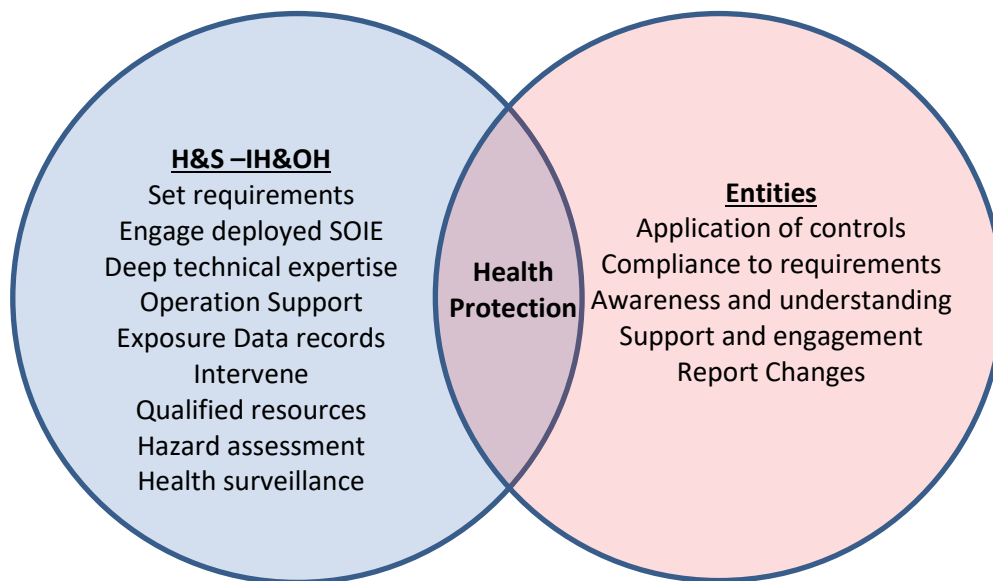 H&S –IH&OH
Set requirements
Engage deployed SOIE
Deep technical expertise
Operation Support
Exposure Data records
Intervene
Qualified resources
Hazard assessment
Health surveillance
Health
Protection
Entities
Application of controls
Compliance to requirements
Awareness and understanding
Support and engagement
Report Changes